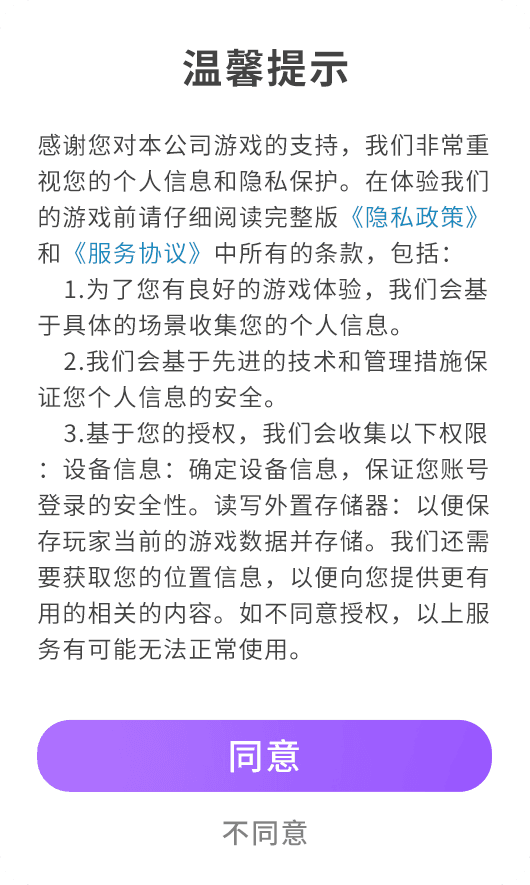 温馨提示
感谢您对本公司游戏的支持，我们非常重
视您的个人信息和隐私保护。在体验我们
的游戏前请仔细阅读完整版《隐私政策》
和《服务协议》中所有的条款，包括：
1.为了您有良好的游戏体验，我们会基
于具体的场景收集您的个人信息。
2.我们会基于先进的技术和管理措施保
证您个人信息的安全。
3.基于您的授权，我们会收集以下权限
：设备信息：确定设备信息，保证您账号
登录的安全性。读写外置存储器：以便保
存玩家当前的游戏数据并存储。我们还需
要获取您的位置信息，以便向您提供更有
用的相关的内容。如不同意授权，以上服
务有可能无法正常使用。
同意
不同意